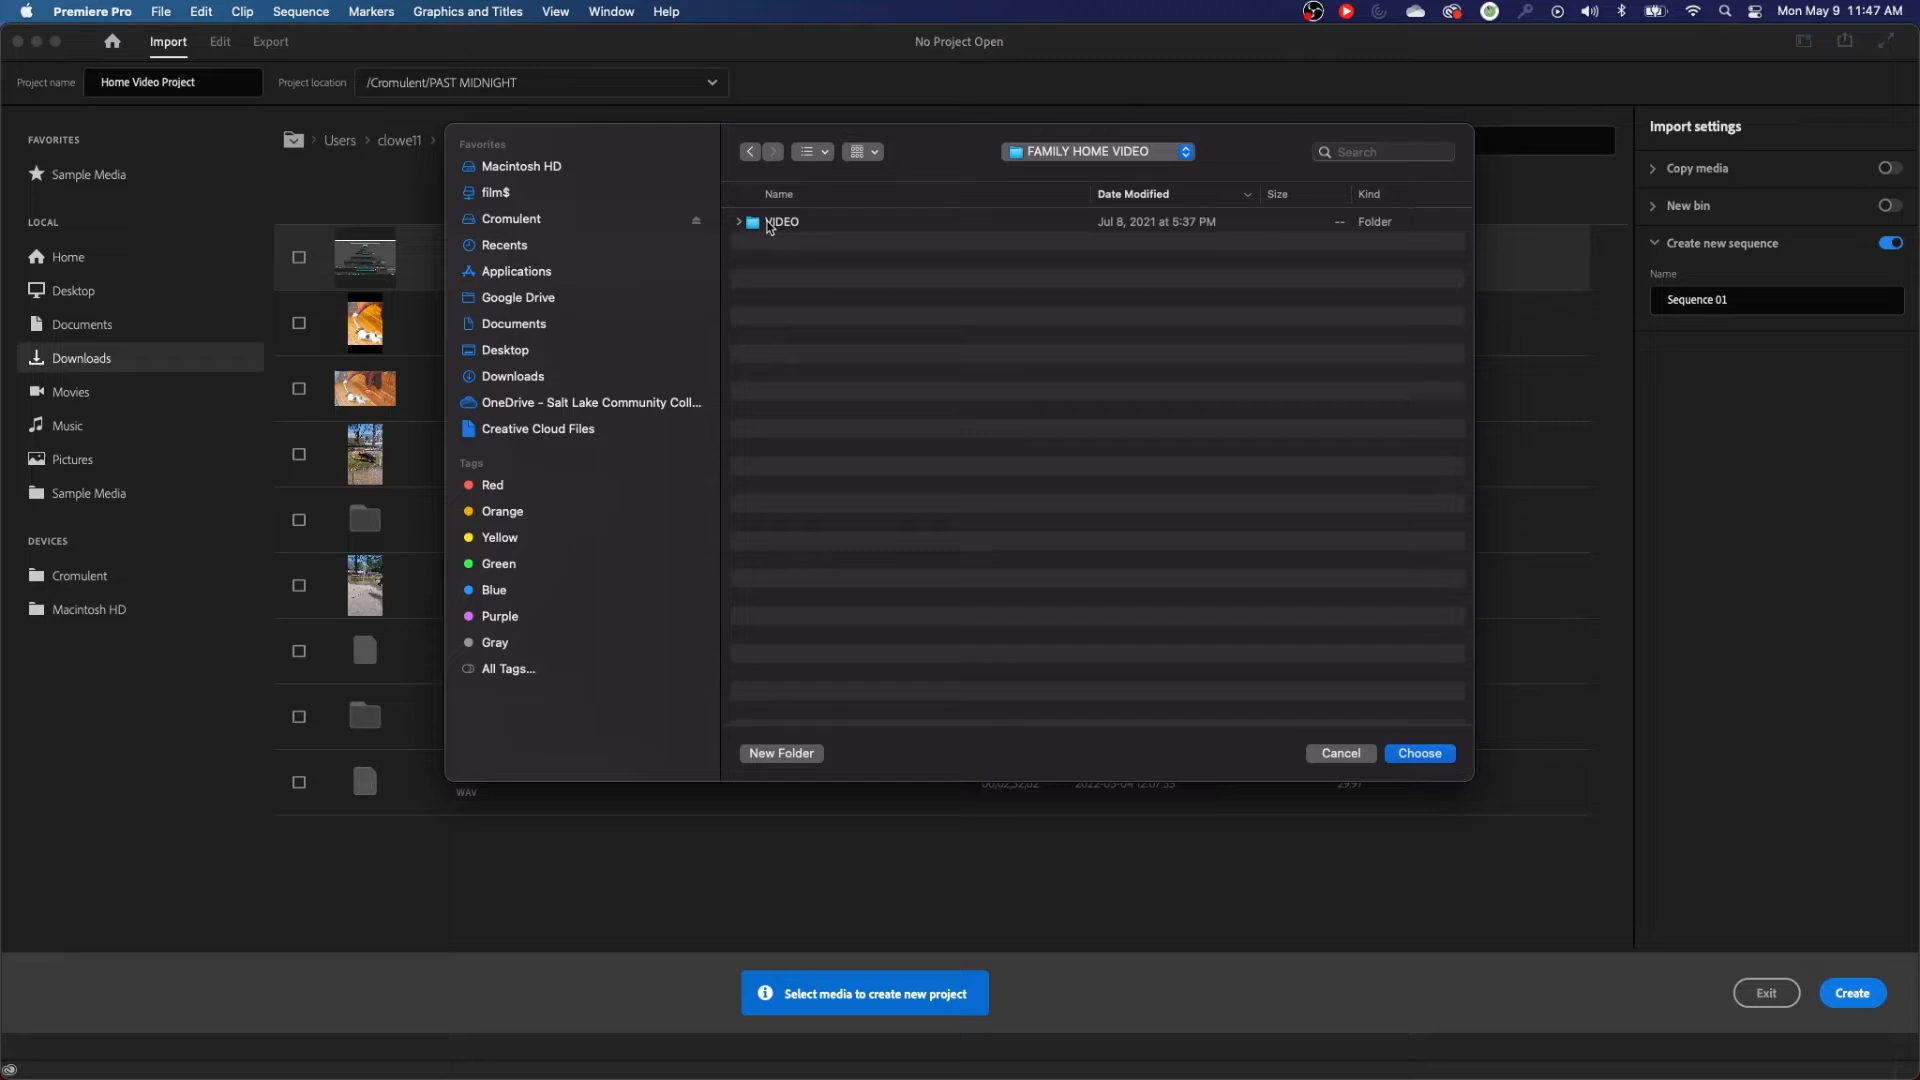 Premiere Pro File Edit Clip Sequence Markers Graphics and Titles View Window Help Mon May 9 11:47 AM
Import Edit Export No Project Open
Project name Home Video Project Project location /Cromulent/PAST MIDNIGHT
FAVORITES
Sample Media
LOCAL
Home
Desktop
Documents
Downloads
Movies
Music
Pictures
Sample Media
DEVICES
Cromulent
Macintosh HD
Users > clowe11 >
Favorites
Macintosh HD
film$
Cromulent
Recents
Applications
Google Drive
Documents
Desktop
Downloads
OneDrive - Salt Lake Community Coll...
Creative Cloud Files
Tags
Red
Orange
Yellow
Green
Blue
Purple
Gray
All Tags...
FAMILY HOME VIDEO Search
Name Date Modified Size Kind
VIDEO Jul 8, 2021 at 5:37 PM -- Folder
New Folder Cancel Choose
WAV
Import settings
Copy media
New bin
Create new sequence
Name
Sequence 01
Select media to create new project
Exit Create